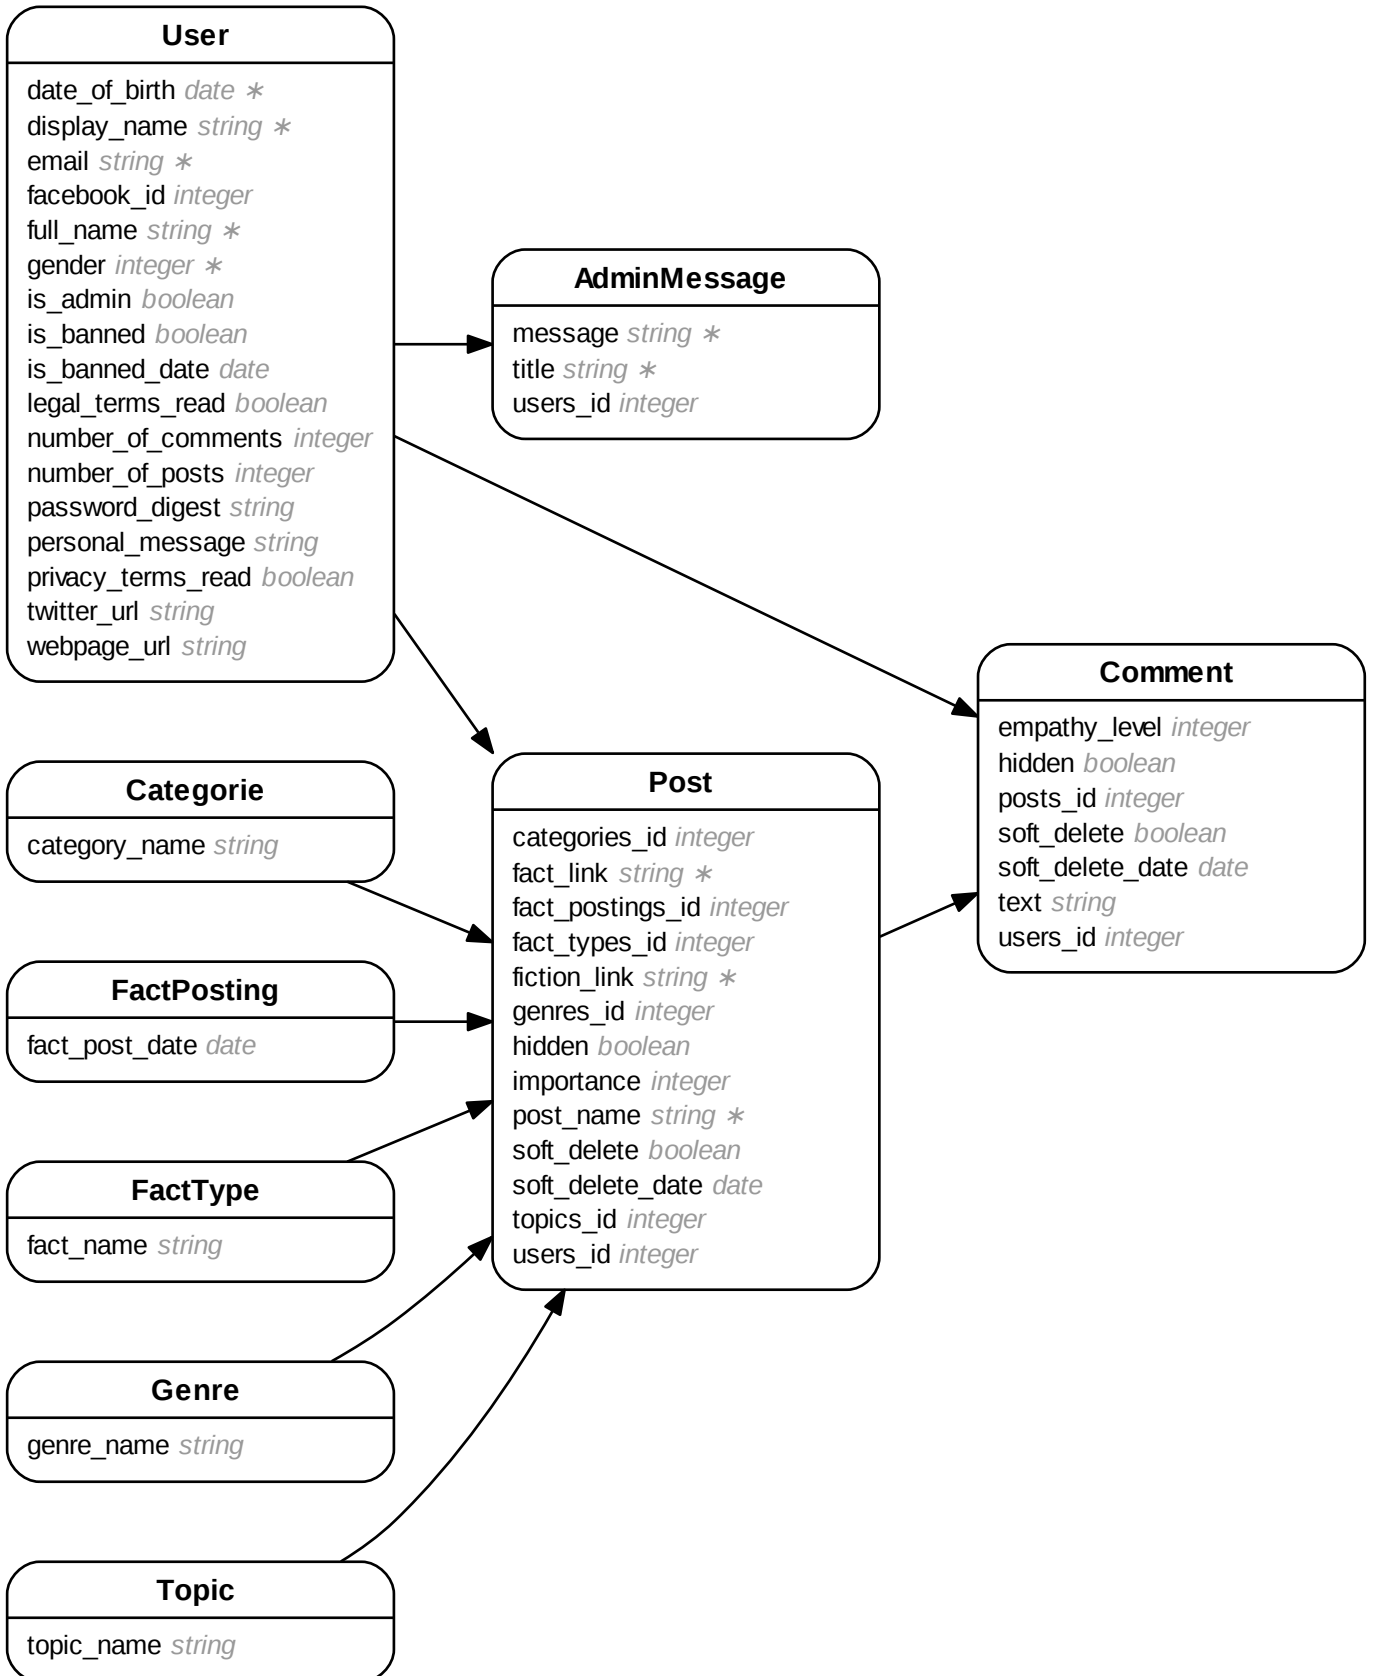 User
date_of_birth date ∗
display_name string ∗
email string ∗
facebook_id integer
full_name string ∗
gender integer ∗
is_admin boolean
is_banned boolean
is_banned_date date
legal_terms_read boolean
number_of_comments integer
number_of_posts integer
password_digest string
personal_message string
privacy_terms_read boolean
twitter_url string
webpage_url string
AdminMessage
message string ∗
title string ∗
users_id integer
Comment
empathy_level integer
hidden boolean
posts_id integer
soft_delete boolean
soft_delete_date date
text string
users_id integer
Categorie
category_name string
Post
categories_id integer
fact_link string ∗
fact_postings_id integer
fact_types_id integer
fiction_link string ∗
genres_id integer
hidden boolean
importance integer
post_name string ∗
soft_delete boolean
soft_delete_date date
topics_id integer
users_id integer
FactPosting
fact_post_date date
FactType
fact_name string
Genre
genre_name string
Topic
topic_name string